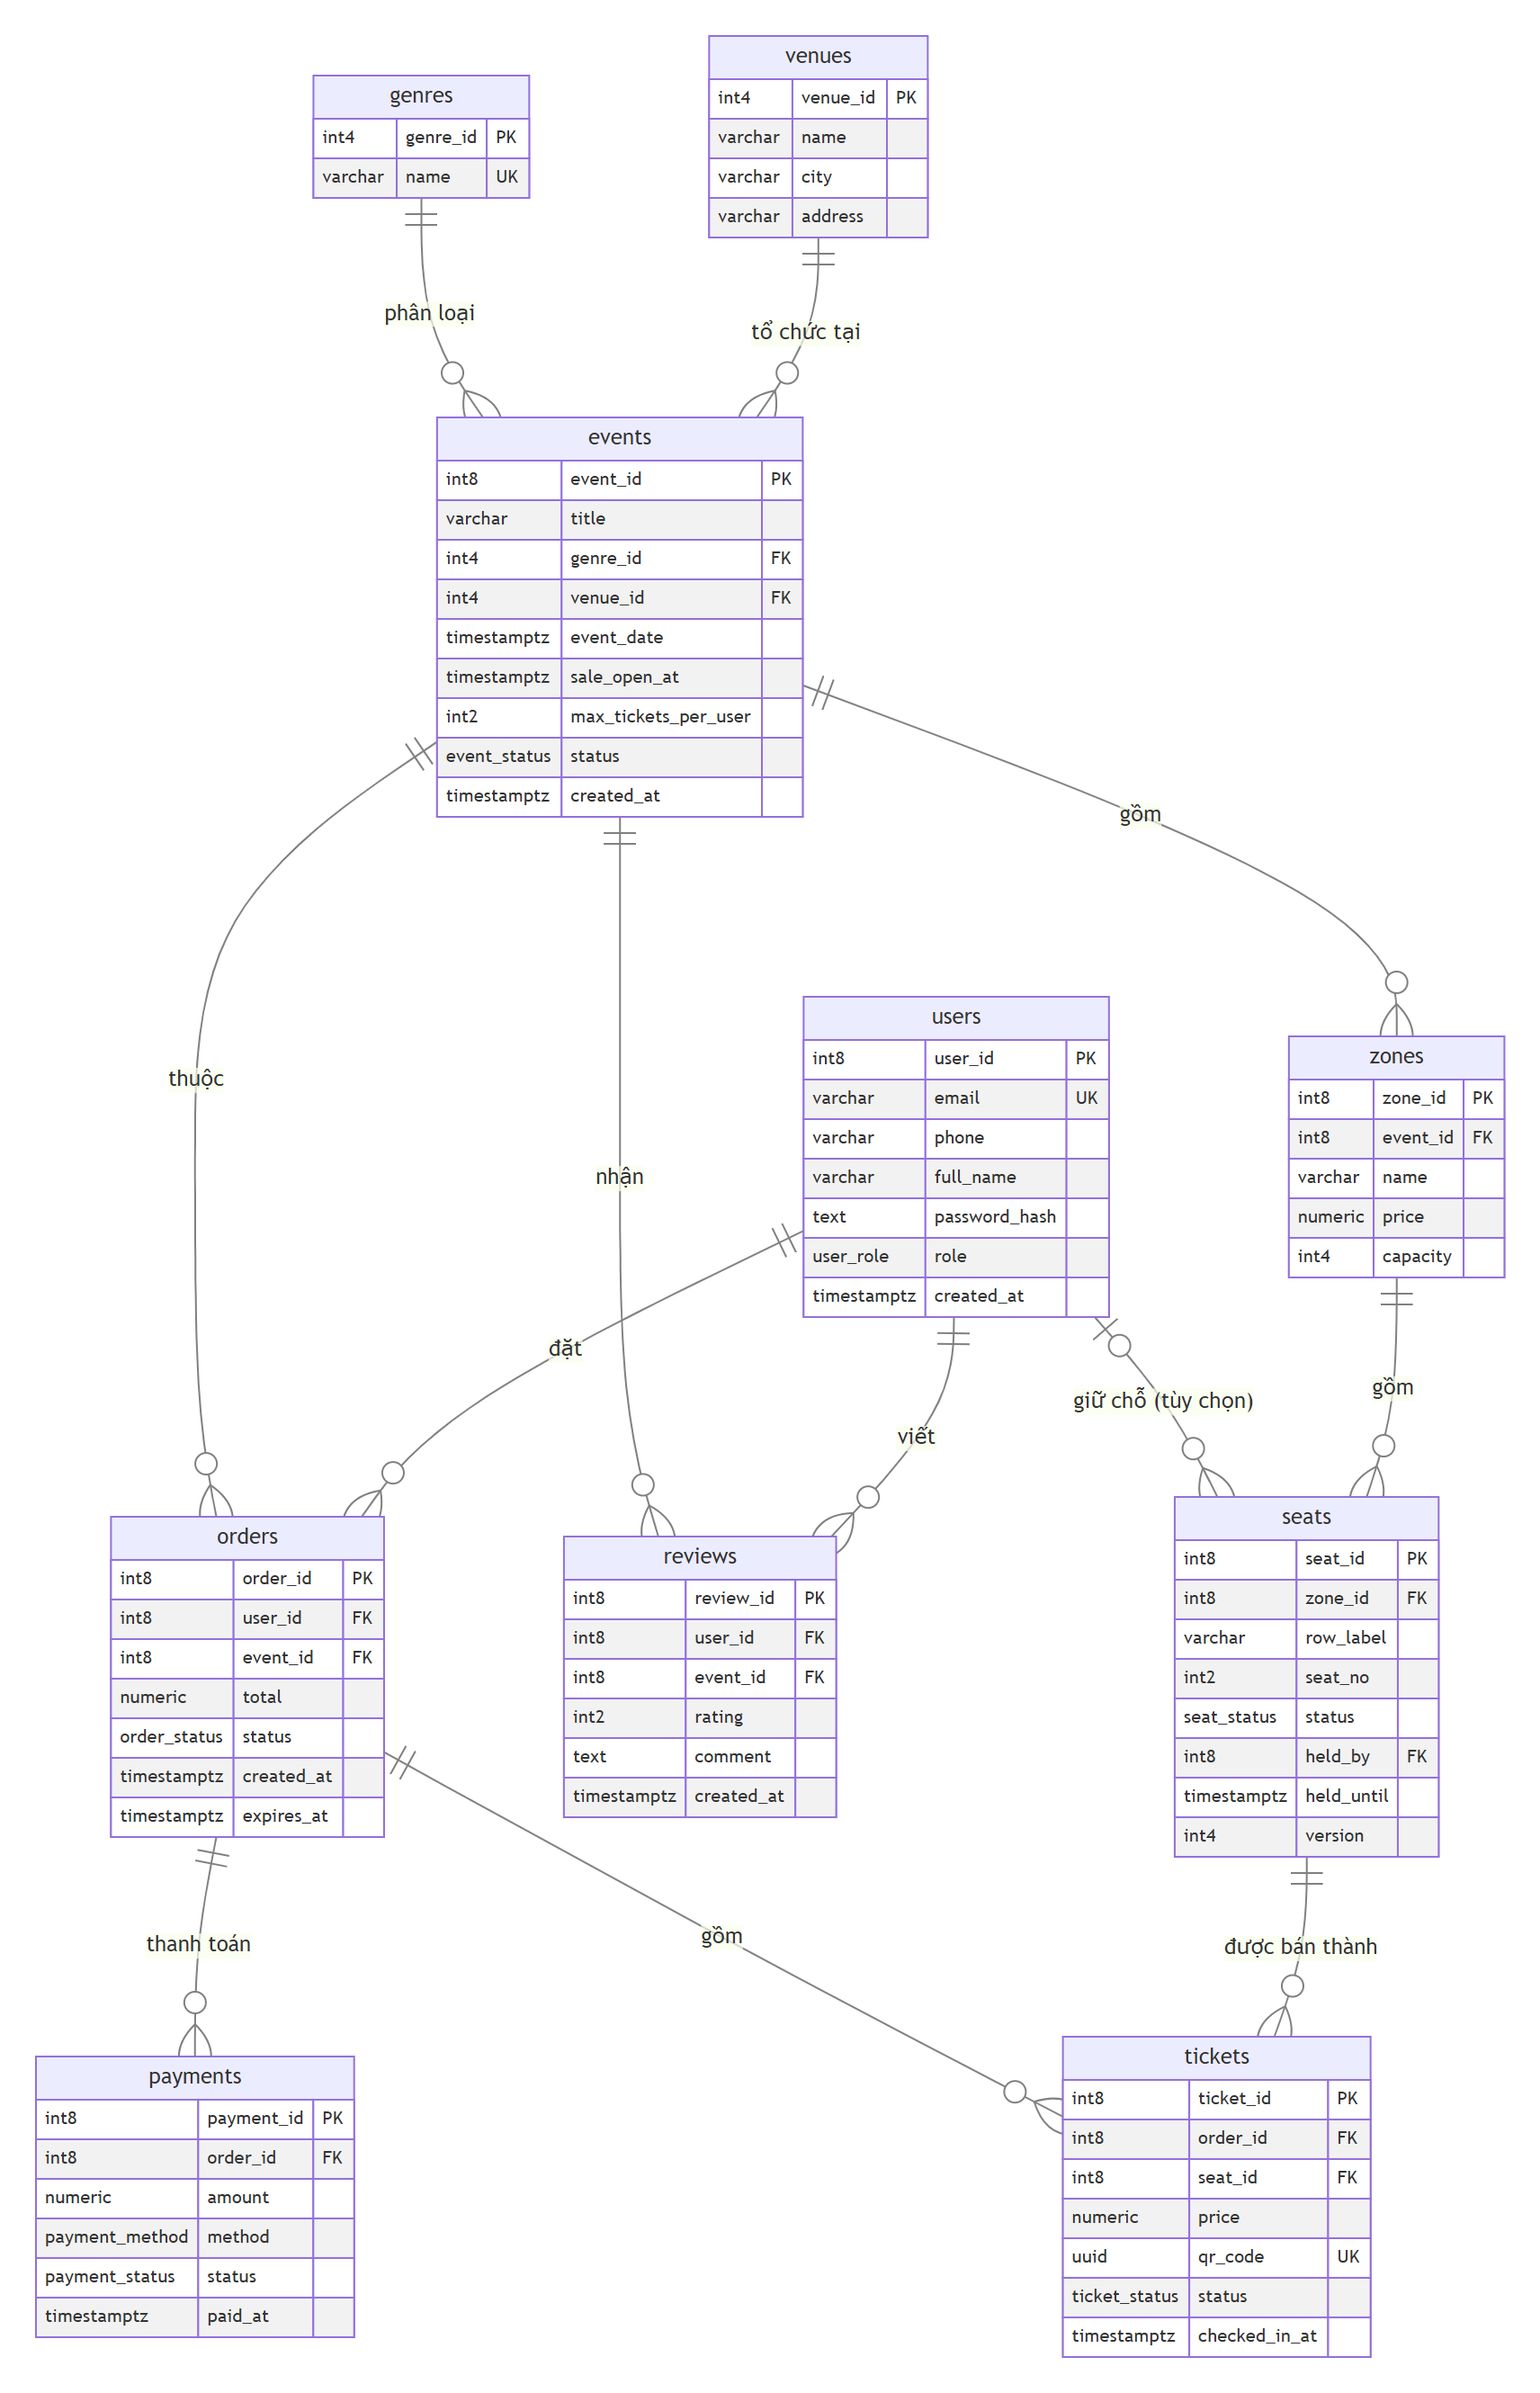 venues
int4 venue_id PK
varchar name
varchar city
varchar address
genres
int4 genre_id PK
varchar name UK
phân loại
tổ chức tại
events
int8 event_id PK
varchar title
int4 genre_id FK
int4 venue_id FK
timestamptz event_date
timestamptz sale_open_at
int2 max_tickets_per_user
event_status status
timestamptz created_at
gồm
thuộc
nhận
users
int8 user_id PK
varchar email UK
varchar phone
varchar full_name
text password_hash
user_role role
timestamptz created_at
zones
int8 zone_id PK
int8 event_id FK
varchar name
numeric price
int4 capacity
đặt
viết
giữ chỗ (tùy chọn)
gồm
orders
int8 order_id PK
int8 user_id FK
int8 event_id FK
numeric total
order_status status
timestamptz created_at
timestamptz expires_at
reviews
int8 review_id PK
int8 user_id FK
int8 event_id FK
int2 rating
text comment
timestamptz created_at
seats
int8 seat_id PK
int8 zone_id FK
varchar row_label
int2 seat_no
seat_status status
int8 held_by FK
timestamptz held_until
int4 version
thanh toán
gồm
được bán thành
payments
int8 payment_id PK
int8 order_id FK
numeric amount
payment_method method
payment_status status
timestamptz paid_at
tickets
int8 ticket_id PK
int8 order_id FK
int8 seat_id FK
numeric price
uuid qr_code UK
ticket_status status
timestamptz checked_in_at